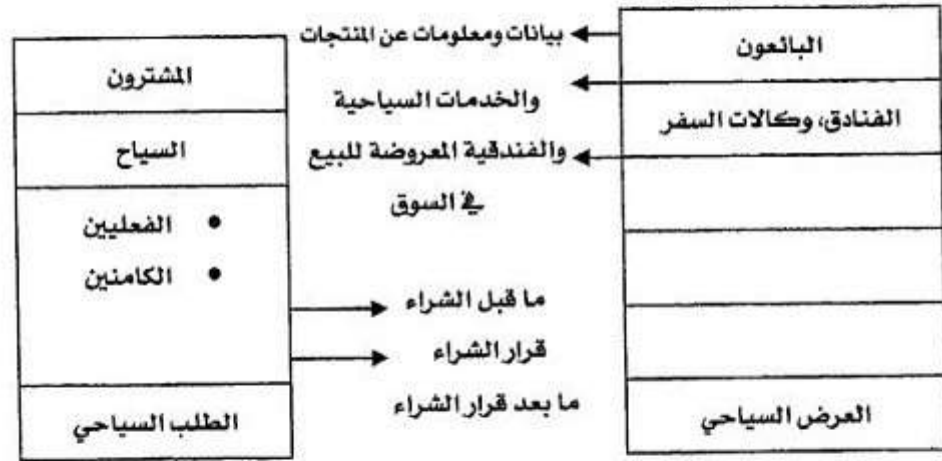 البائعون
الفنادق، وكالات السفر
العرض السياحي
بيانات ومعلومات عن المنتجات
والخدمات السياحية
والفندقية المعروضة للبيع
في السوق
ما قبل الشراء
قرار الشراء
ما بعد قرار الشراء
المشترون
السياح
• الفعليين
• الكامنين
الطلب السياحي